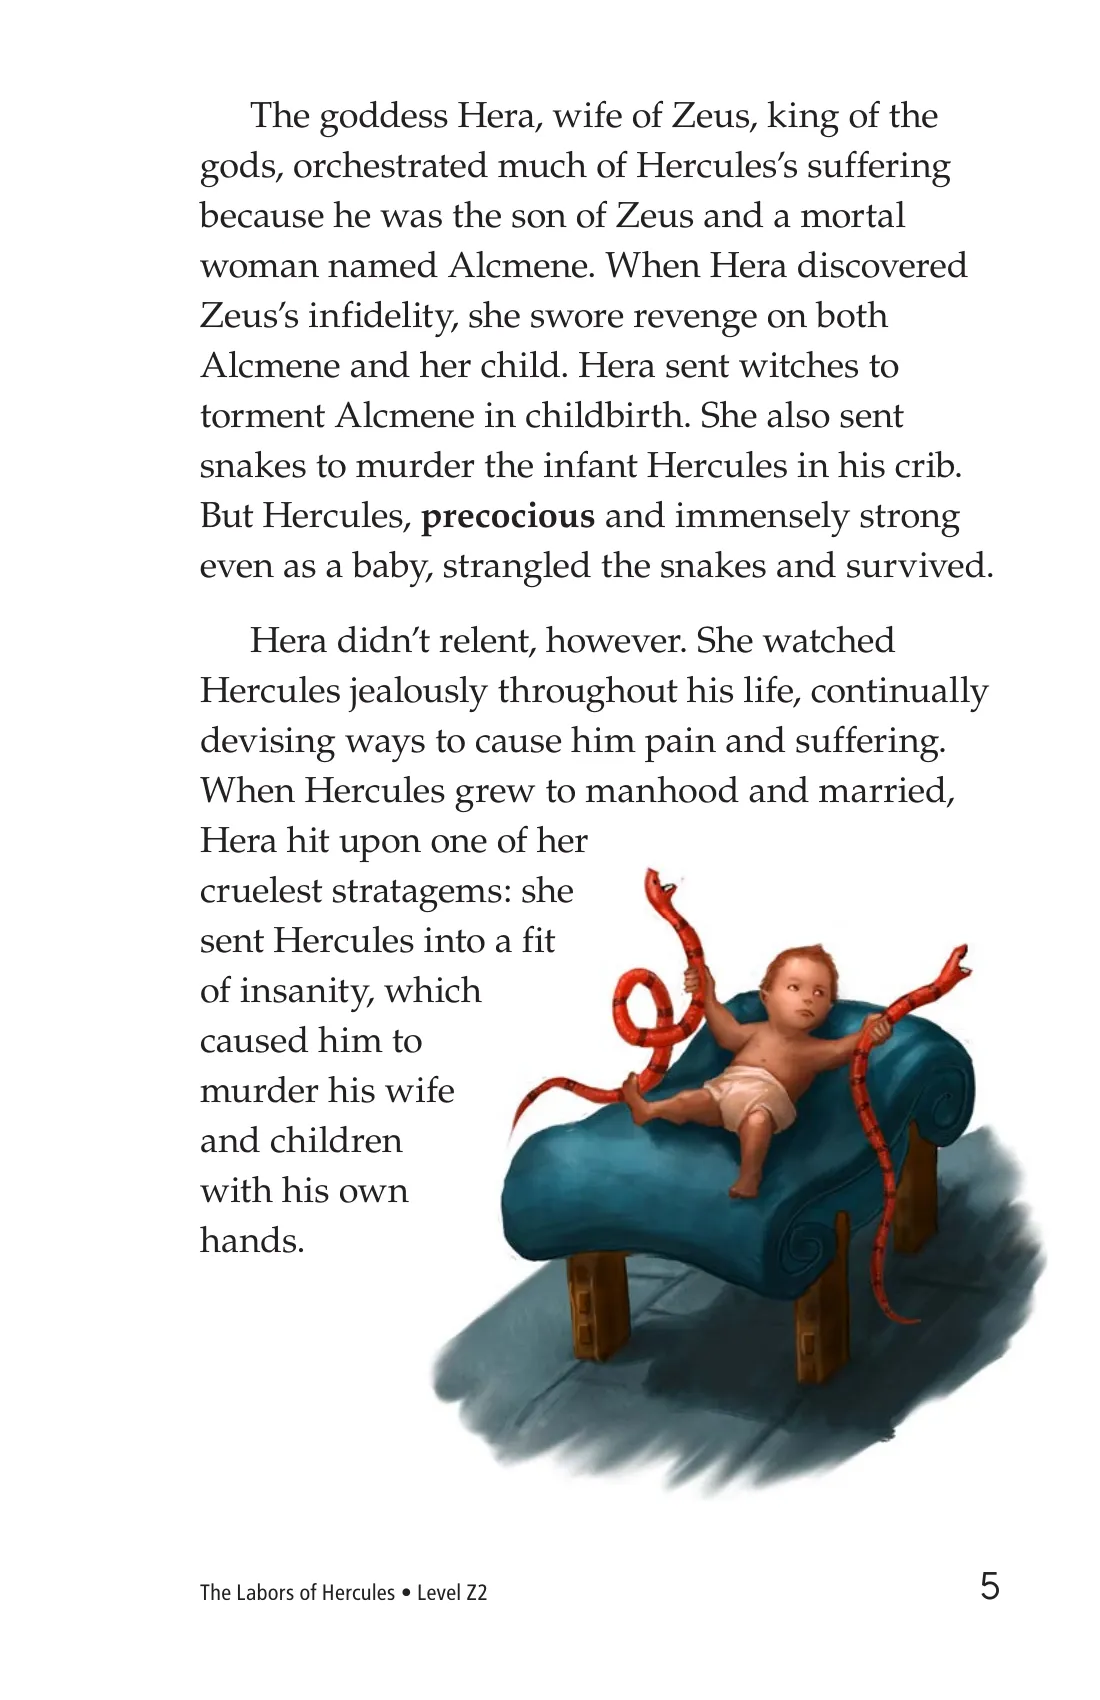 The goddess Hera, wife of Zeus, king of the
gods, orchestrated much of Hercules’s suffering
because he was the son of Zeus and a mortal
woman named Alcmene. When Hera discovered
Zeus’s infidelity, she swore revenge on both
Alcmene and her child. Hera sent witches to
torment Alcmene in childbirth. She also sent
snakes to murder the infant Hercules in his crib.
But Hercules, precocious and immensely strong
even as a baby, strangled the snakes and survived.
Hera didn’t relent, however. She watched
Hercules jealously throughout his life, continually
devising ways to cause him pain and suffering.
When Hercules grew to manhood and married,
Hera hit upon one of her
cruelest stratagems: she
sent Hercules into a fit
of insanity, which
caused him to
murder his wife
and children
with his own
hands.
The Labors of Hercules • Level Z2
5